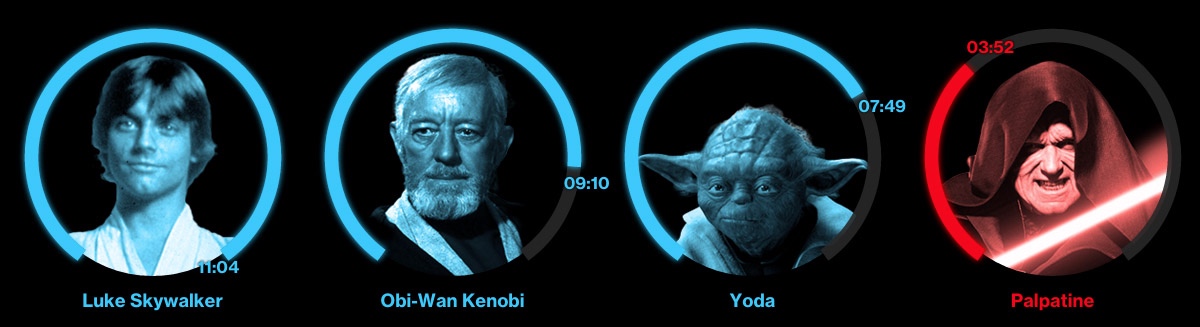 03:52
07:49
09:10
11:04
Luke Skywalker
Obi-Wan Kenobi
Yoda
Palpatine